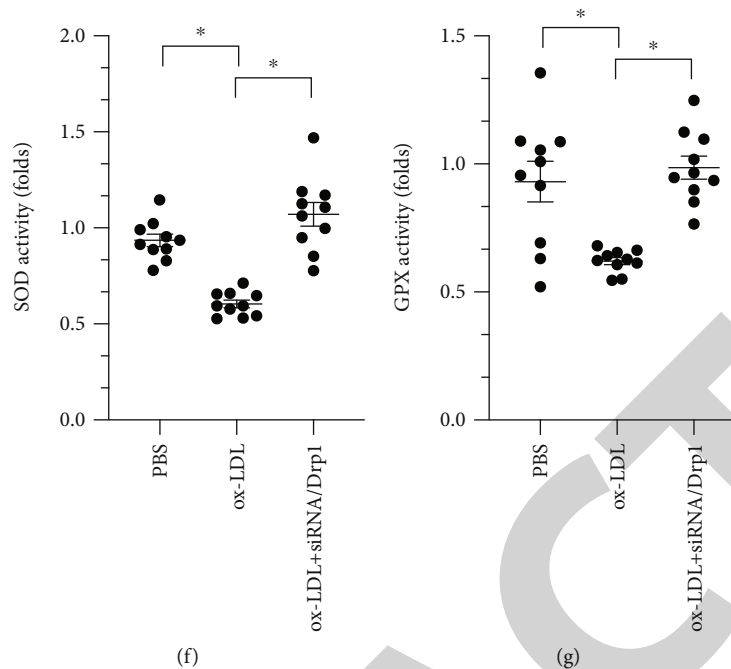 2.0
1.5
1.0
0.5
0.0
SOD activity (folds)
*
*
PBS
ox-LDL
ox-LDL+siRNA/Drp1
(f)
1.5
1.0
0.5
0.0
GPX activity (folds)
*
*
PBS
ox-LDL
ox-LDL+siRNA/Drp1
(g)